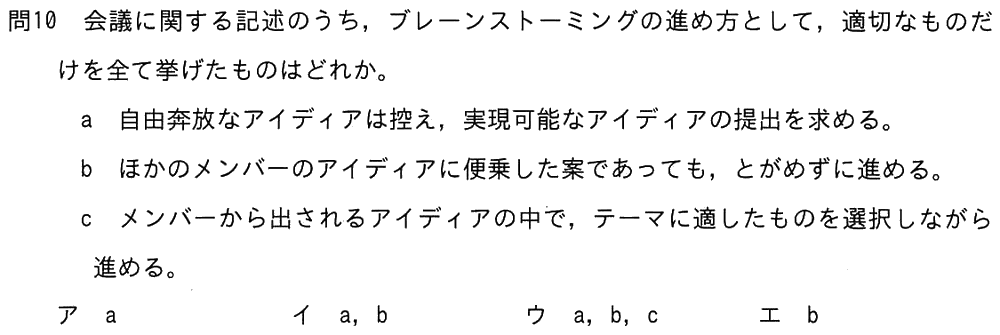 問10　会議に関する記述のうち，ブレーンストーミングの進め方として，適切なものだ
けを全て挙げたものはどれか。
a　自由奔放なアイディアは控え，実現可能なアイディアの提出を求める。
b　ほかのメンバーのアイディアに便乗した案であっても，とがめずに進める。
c　メンバーから出されるアイディアの中で，テーマに適したものを選択しながら
進める。
ア　a　イ　a，b　ウ　a，b，c　エ　b